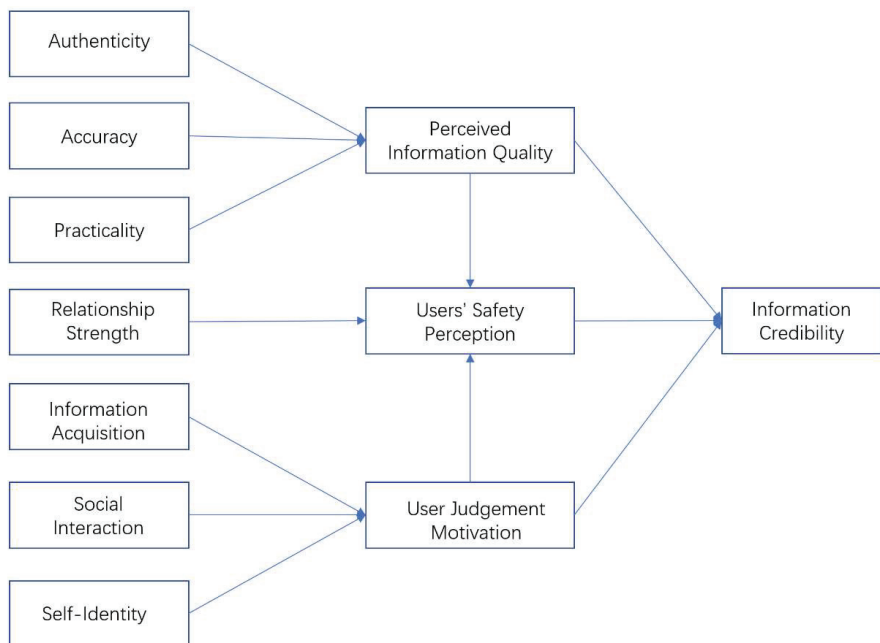 Authenticity
Accuracy
Practicality
Relationship
Strength
Information
Acquisition
Social
Interaction
Self-Identity
Perceived
Information Quality
Users' Safety
Perception
User Judgement
Motivation
Information
Credibility